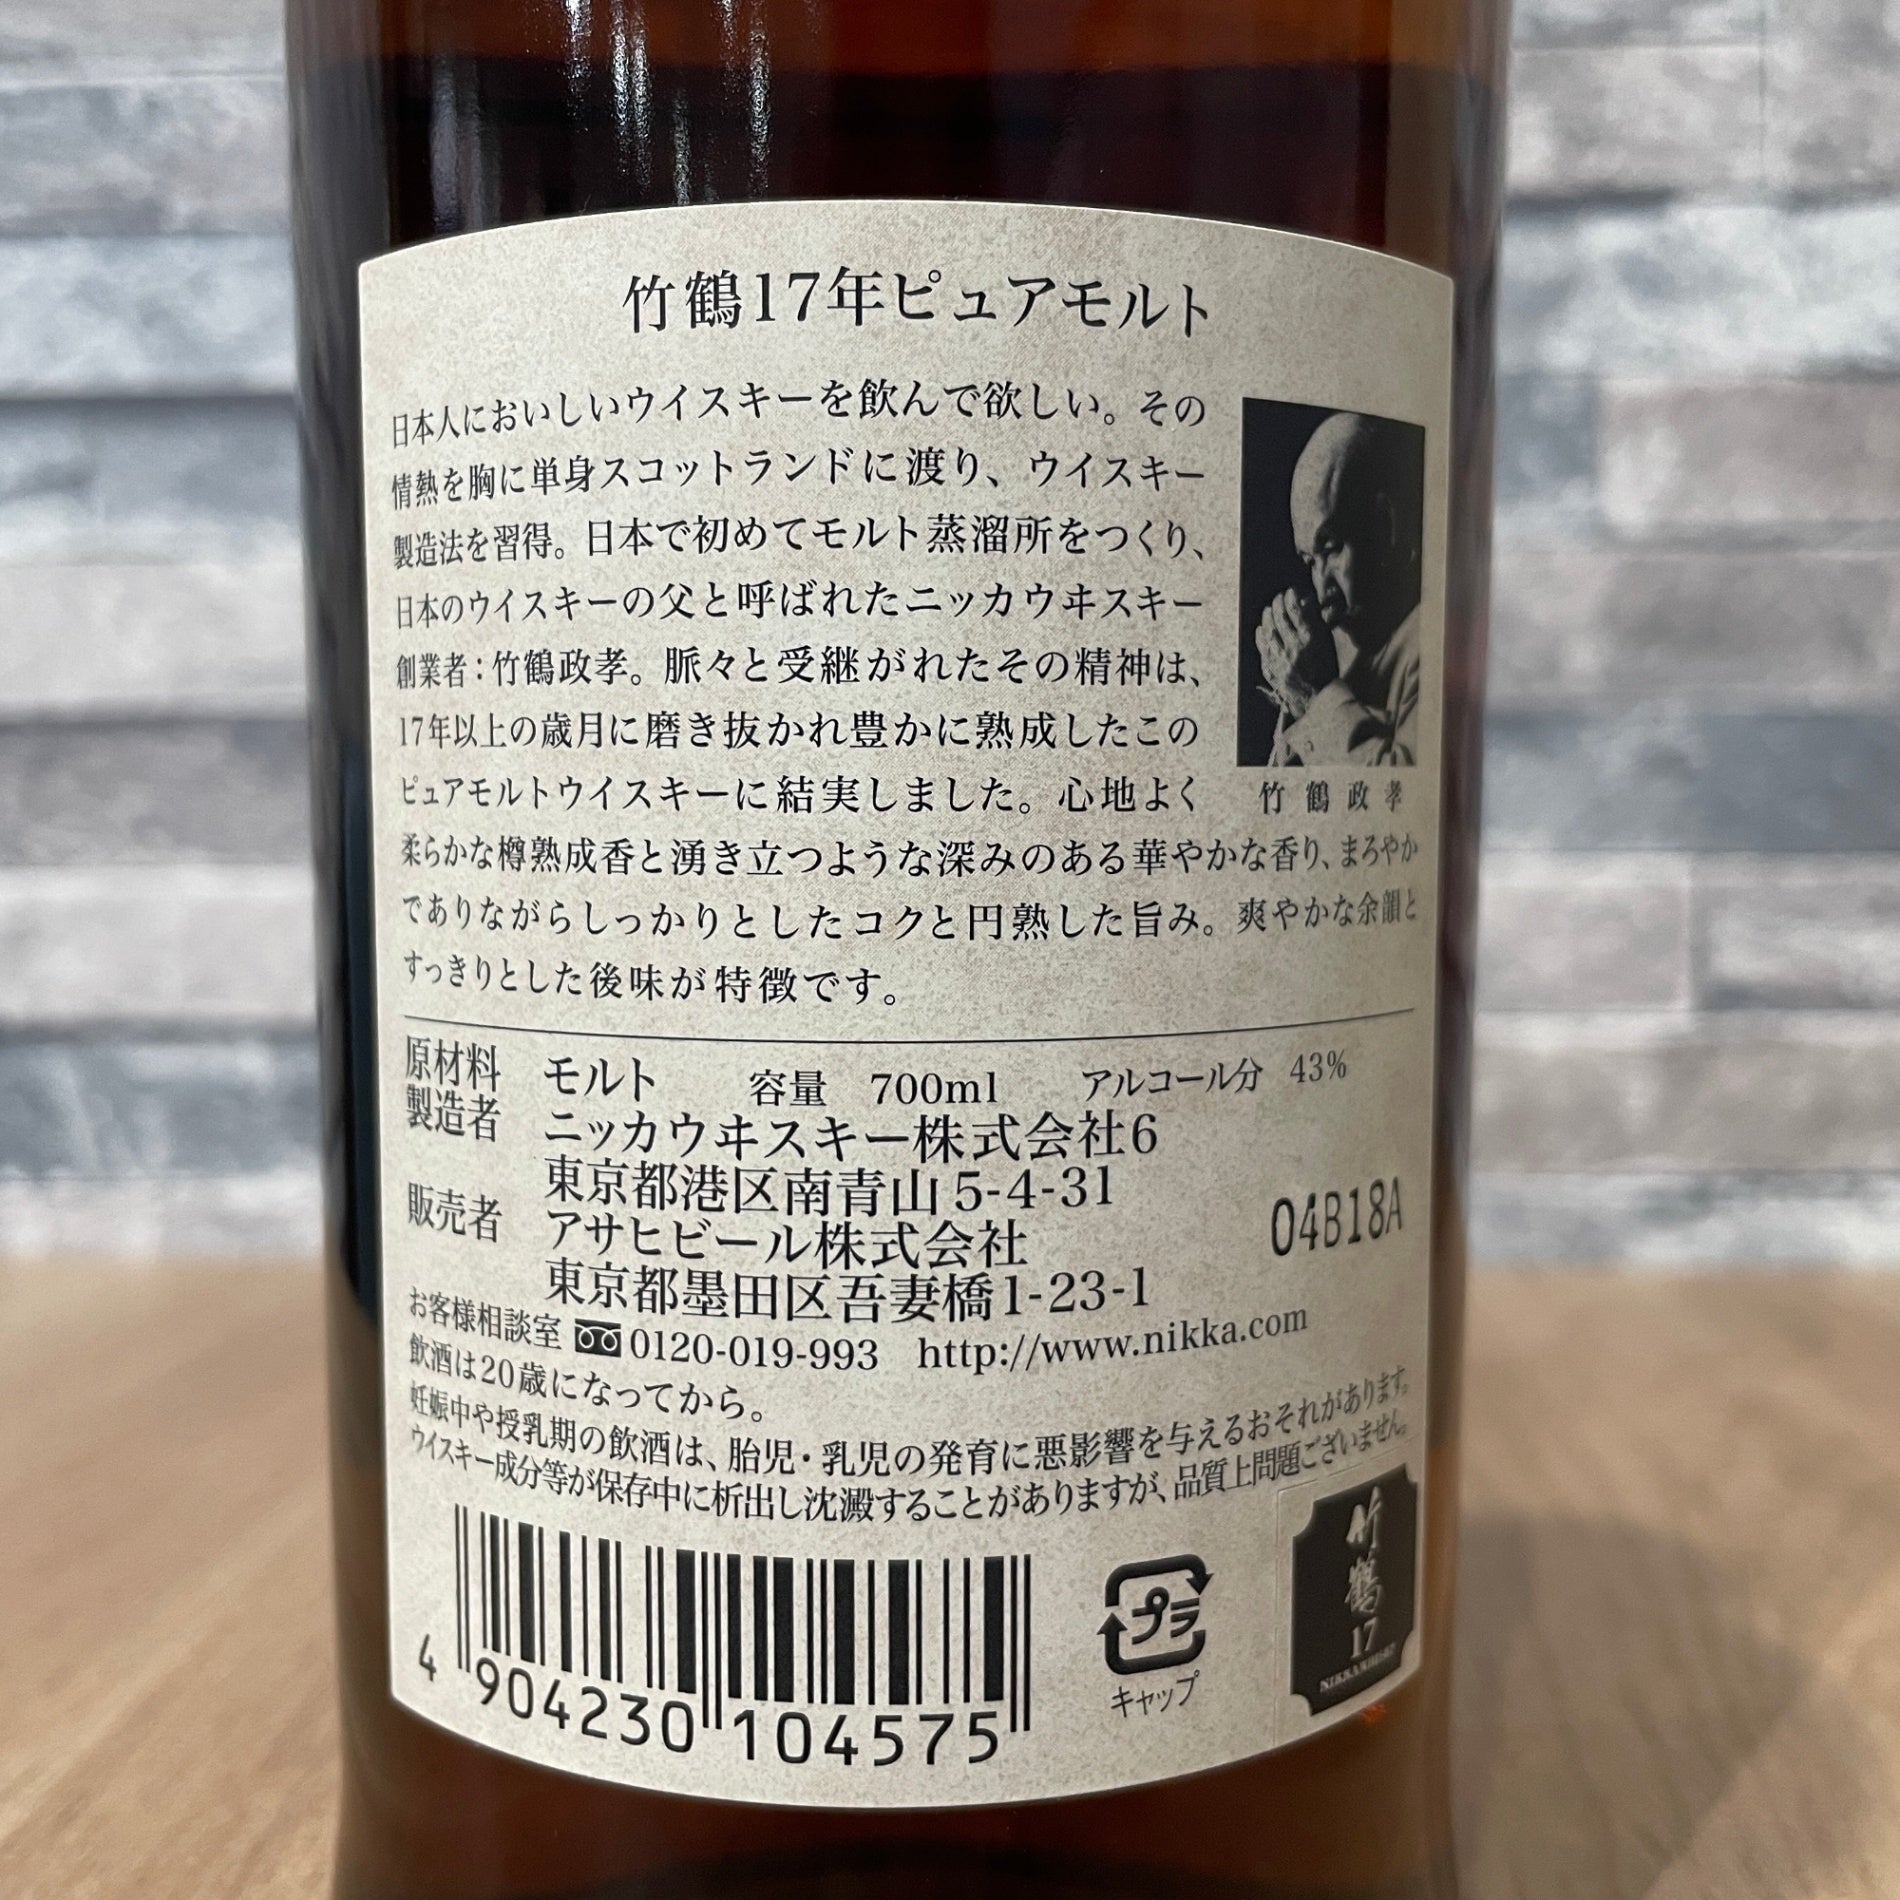 竹鶴17年ピュアモルト
日本人においしいウイスキーを飲んで欲しい。その
情熱を胸に単身スコットランドに渡り、ウイスキー
製造法を習得。日本で初めてモルト蒸溜所をつくり、
日本のウイスキーの父と呼ばれたニッカウヰスキー
創業者：竹鶴政孝。脈々と受継がれたその精神は、
17年以上の歳月に磨き抜かれ豊かに熟成したこの
ピュアモルトウイスキーに結実しました。心地よく
柔らかな樽熟成香と湧き立つような深みのある華やかな香り、まろやか
でありながらしっかりとしたコクと円熟した旨み。爽やかな余韻と
すっきりとした後味が特徴です。
竹鶴政孝
原材料 モルト 容量 700ml アルコール分 43%
製造者 ニッカウヰスキー株式会社6
東京都港区南青山5-4-31
販売者 アサヒビール株式会社
東京都墨田区吾妻橋1-23-1
04B18A
お客様相談室 0120-019-993 http://www.nikka.com
飲酒は20歳になってから。
妊娠中や授乳期の飲酒は、胎児・乳児の発育に悪影響を与えるおそれがあります。
ウイスキー成分等が保存中に析出し沈澱することがありますが、品質上問題ございません。
4 904230 104575
プラ
キャップ
竹鶴
17
NIKKA WHISKY